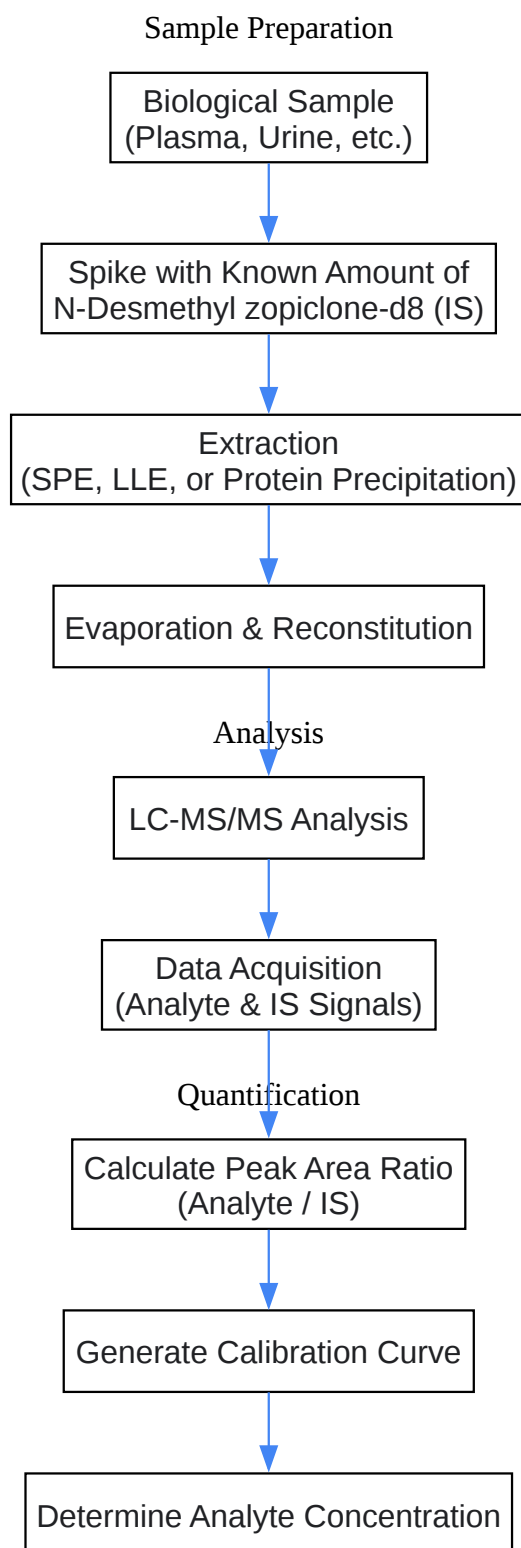 Sample Preparation
Biological Sample
(Plasma, Urine, etc.)
Spike with Known Amount of
N-Desmethyl zopiclone-d8 (IS)
Extraction
(SPE, LLE, or Protein Precipitation)
Evaporation & Reconstitution
Analysis
LC-MS/MS Analysis
Data Acquisition
(Analyte & IS Signals)
Quantification
Calculate Peak Area Ratio
(Analyte / IS)
Generate Calibration Curve
Determine Analyte Concentration